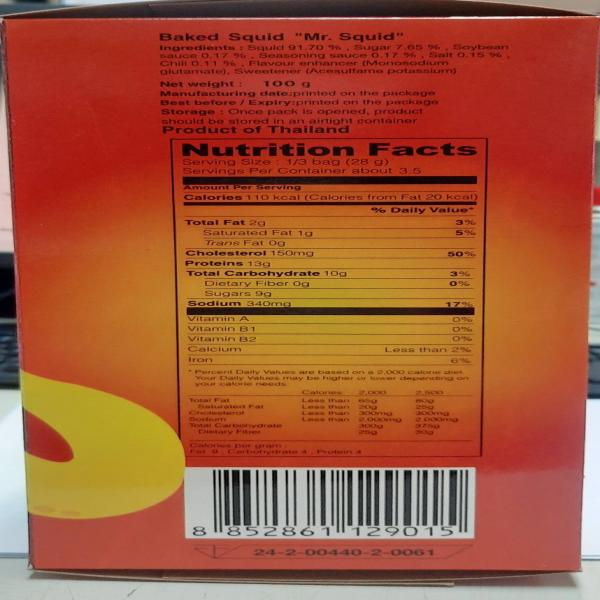 Baked Squid "Mr. Squid"
Ingredients : Squid 91.70 % , Sugar 7.65 % , Soybean
sauce 0.17 % , Seasoning sauce 0.17 % , Salt 0.15 % ,
Chili 0.11 % , Flavour enhancer (Monosodium
glutamate), Sweetener (Acesulfame potassium)
Net weight : 100 g
Manufacturing date:printed on the package
Best before / Expiry:printed on the package
Storage : Once pack is opened, product
should be stored in an airtight container
Product of Thailand
Nutrition Facts
Serving Size : 1/3 bag (28 g)
Servings Per Container about 3.5
Amount Per Serving
Calories 110 kcal (Calories from Fat 20 kcal)
% Daily Value*
Total Fat 2g 3%
Saturated Fat 1g 5%
Trans Fat 0g
Cholesterol 150mg 50%
Proteins 13g
Total Carbohydrate 10g 3%
Dietary Fiber 0g 0%
Sugars 9g
Sodium 340mg 17%
Vitamin A 0%
Vitamin B1 0%
Vitamin B2 0%
Calcium Less than 2%
Iron 6%
* Percent Daily Values are based on a 2,000 calorie diet.
Your Daily Values may be higher or lower depending on
your calorie needs.
Calories: 2,000 2,500
Total Fat Less than 65g 80g
Saturated Fat Less than 20g 25g
Cholesterol Less than 300mg 300mg
Sodium Less than 2,000mg 2,000mg
Total Carbohydrate 300g 375g
Dietary Fiber 25g 30g
Calories per gram :
Fat 9 , Carbohydrate 4 , Protein 4
8 852861 129015
24-2-00440-2-0061